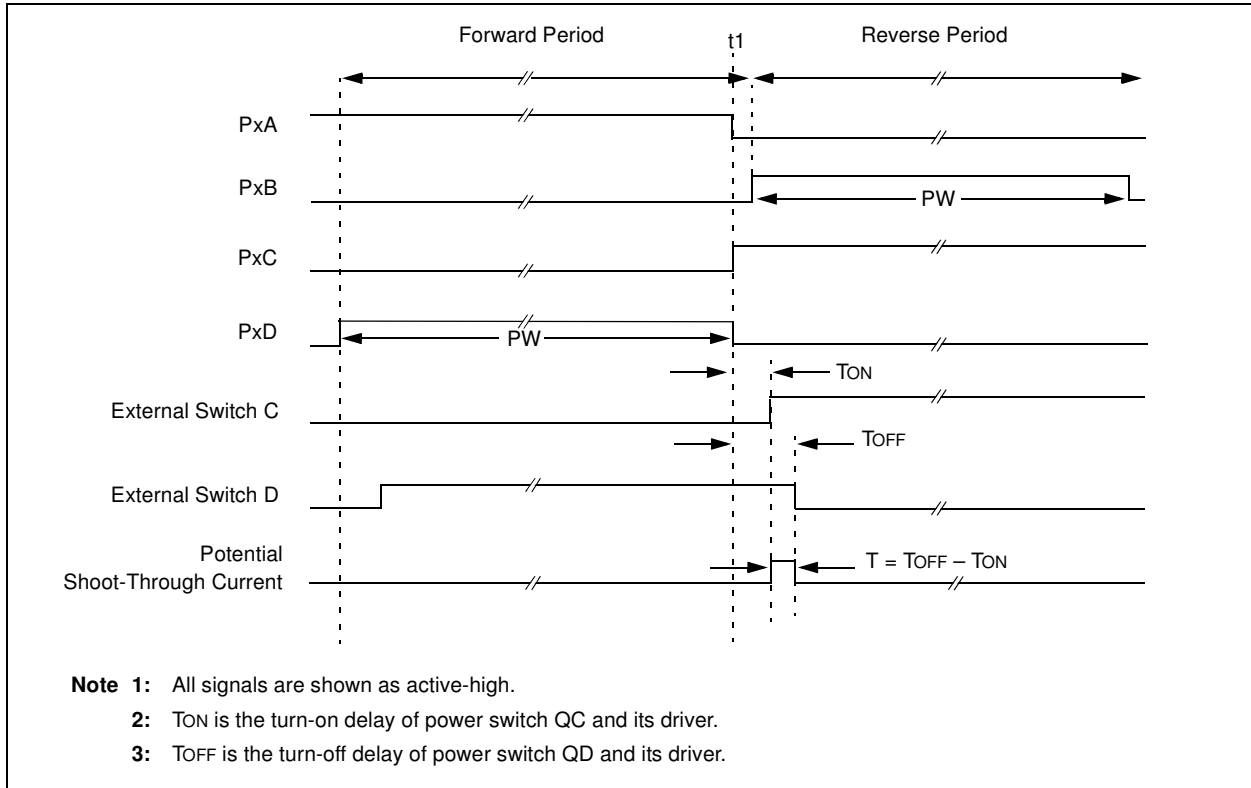 Forward Period
t1
Reverse Period
PxA
PxB
PW
PxC
PxD
PW
TON
External Switch C
TOFF
External Switch D
Potential
Shoot-Through Current
T = TOFF – TON
Note 1: All signals are shown as active-high.
2: TON is the turn-on delay of power switch QC and its driver.
3: TOFF is the turn-off delay of power switch QD and its driver.